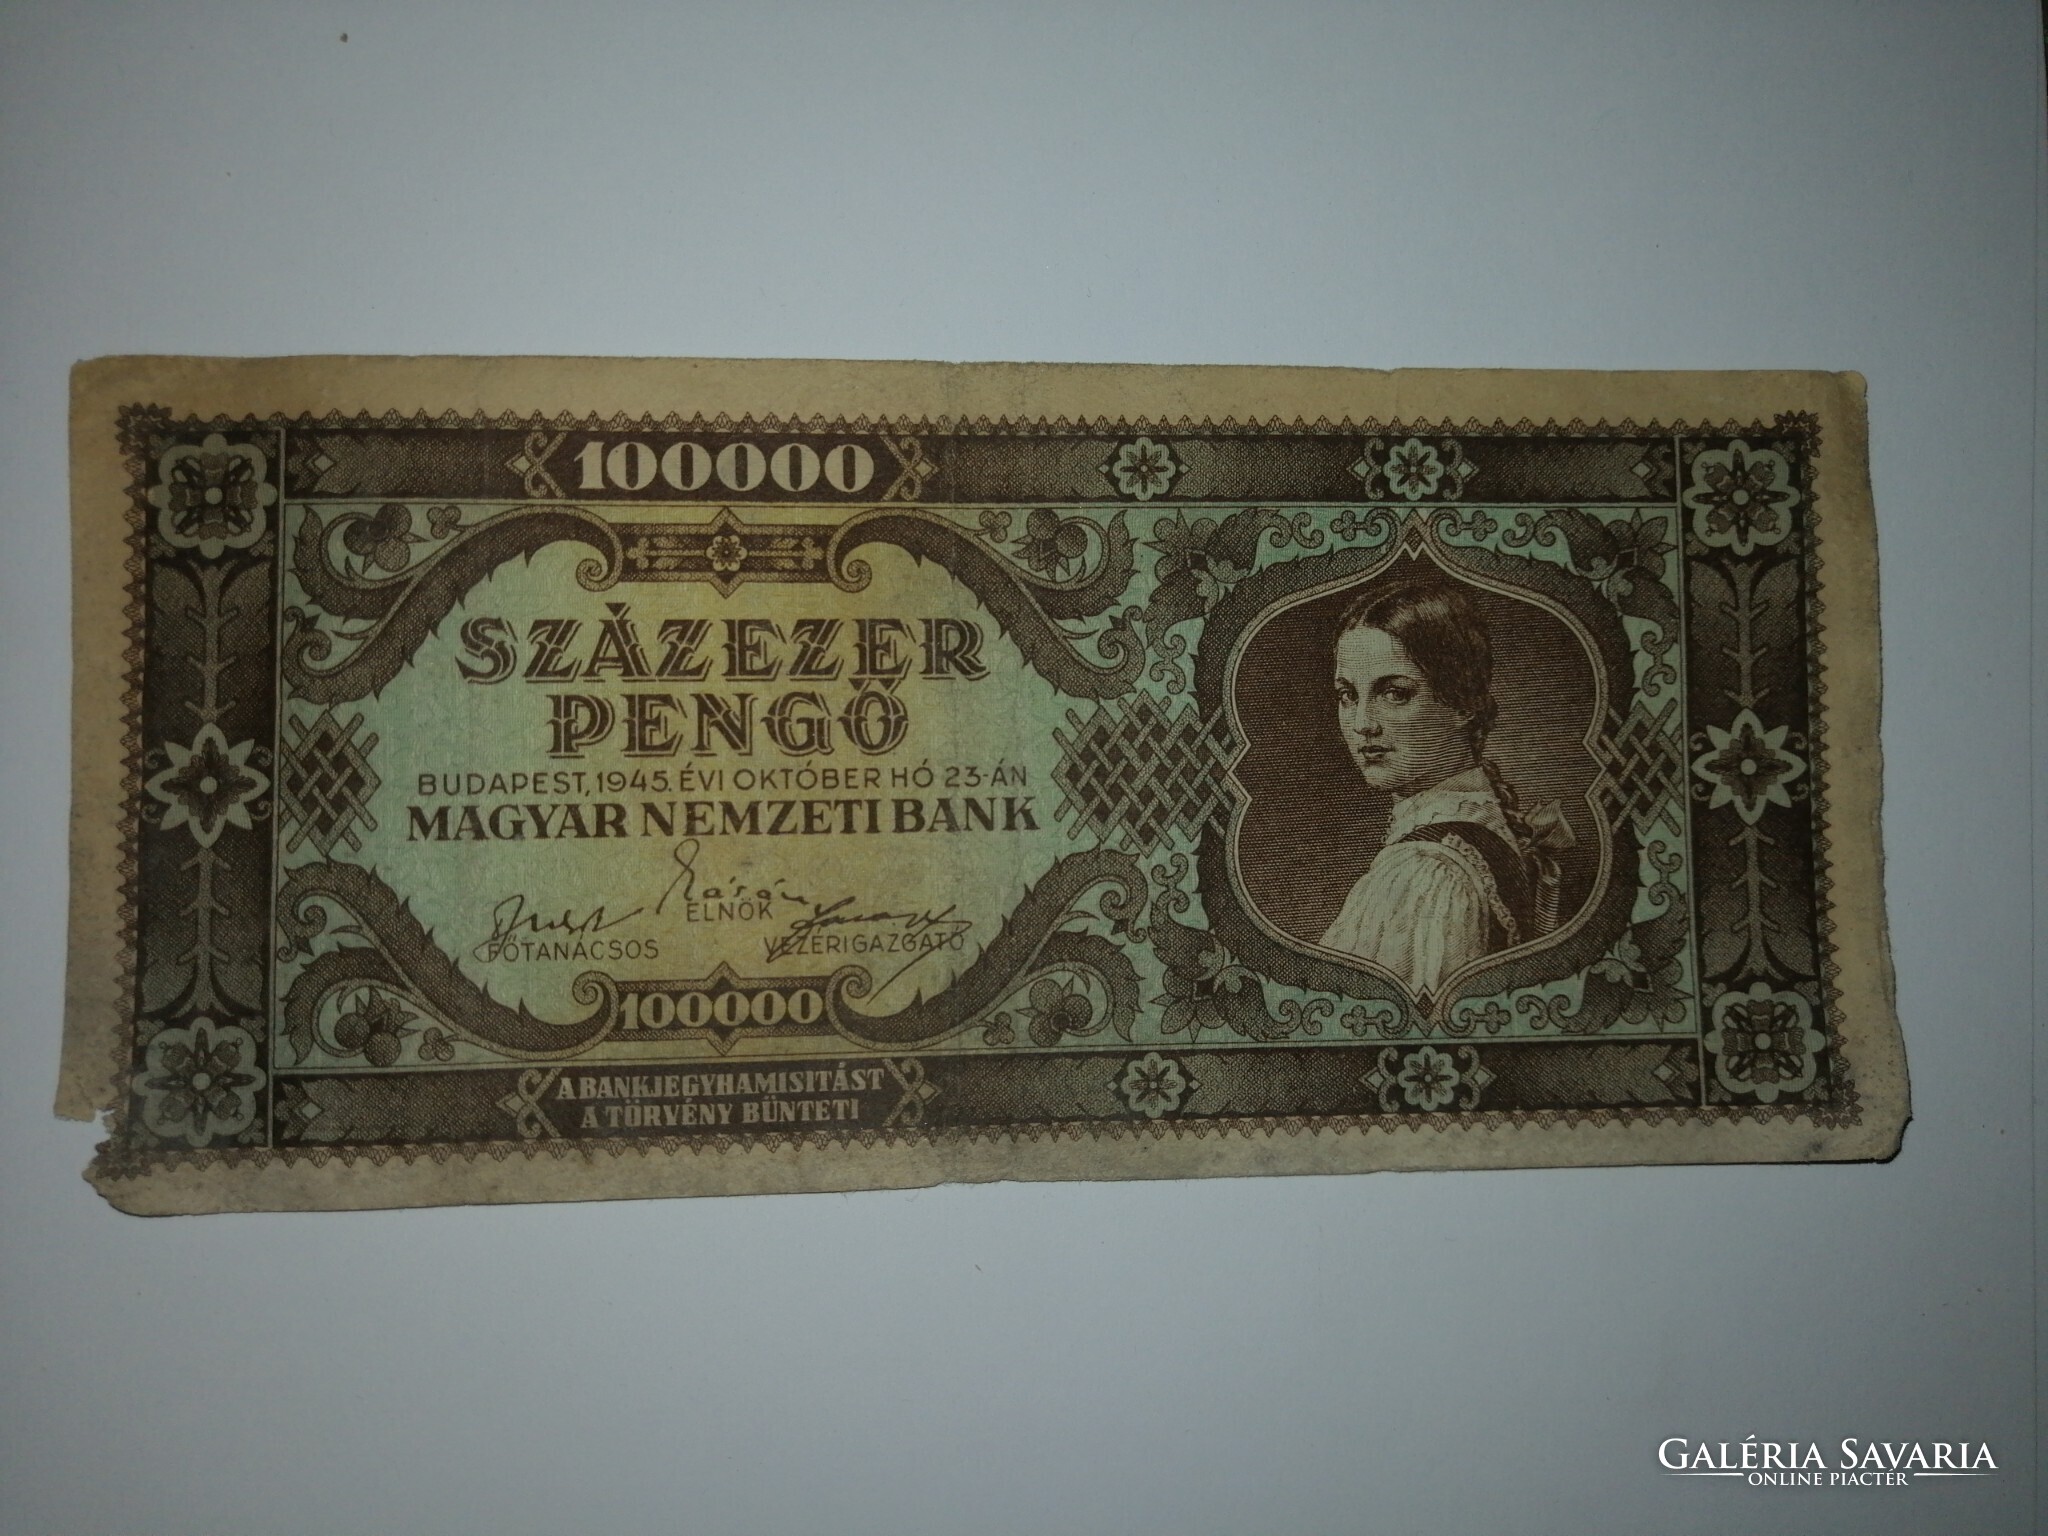 100000
SZÁZEZER
PENGŐ
BUDAPEST, 1945. ÉVI OKTÓBER HÓ 23-ÁN
MAGYAR NEMZETI BANK
ELNÖK
FŐTANÁCSOS
VEZÉRIGAZGATÓ
100000
A BANKJEGYHAMISITÁST
A TÖRVÉNY BÜNTETI
GALÉRIA SAVARIA
ONLINE PIACTÉR